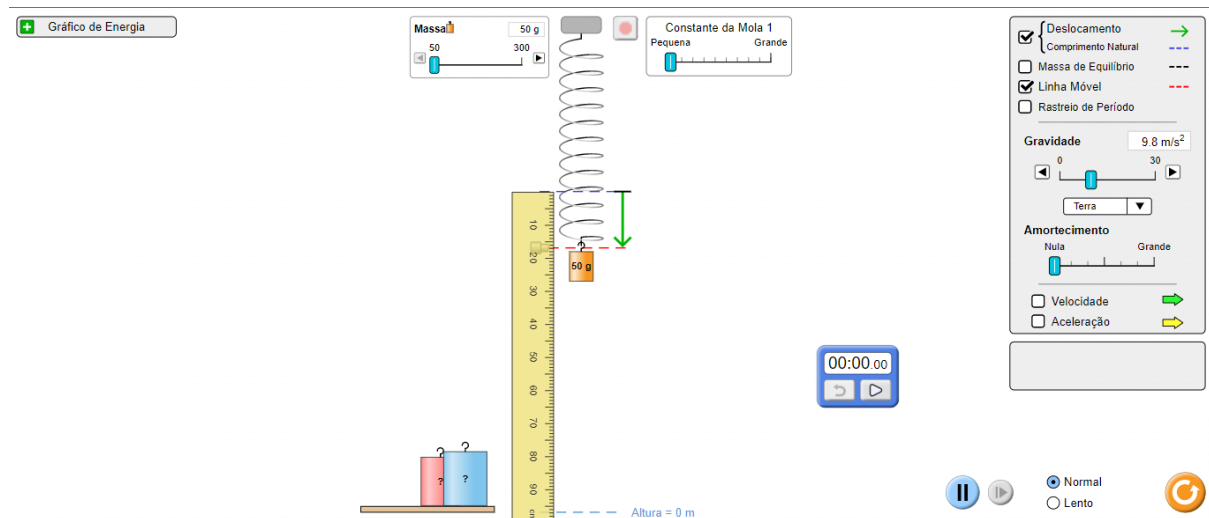 Gráfico de Energia
Massa
50 g
50
300
Constante da Mola 1
Pequena
Grande
10
20
30
40
50
60
70
80
90
cm
50 g
?
?
Altura = 0 m
00:00.00
Deslocamento
Comprimento Natural
Massa de Equilíbrio
Linha Móvel
Rastreio de Período
Gravidade
9.8 m/s²
0
30
Terra
Amortecimento
Nula
Grande
Velocidade
Aceleração
Normal
Lento